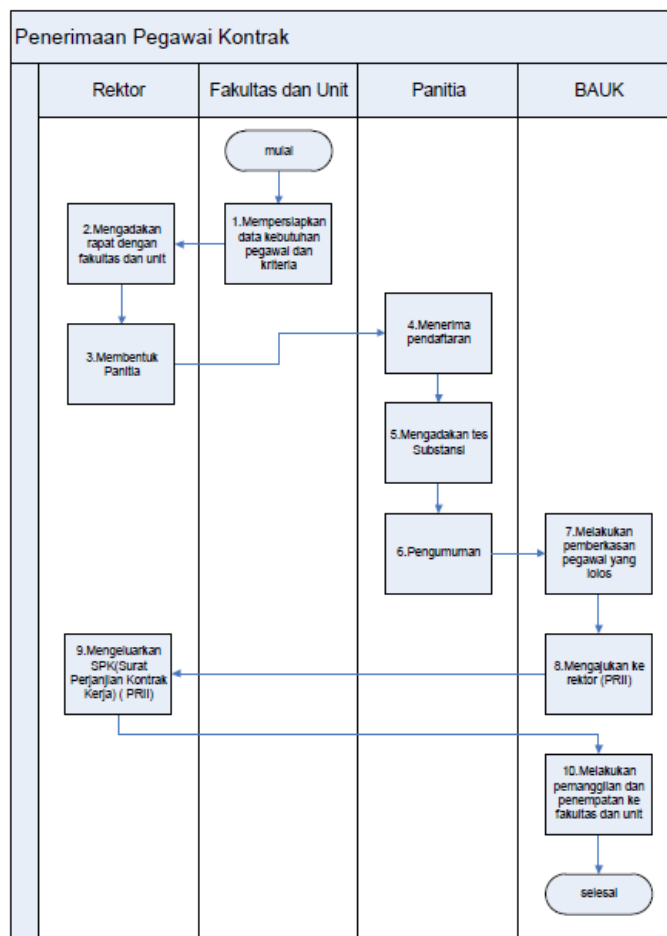 Penerimaan Pegawai Kontrak
Rektor
Fakultas dan Unit
Panitia
BAUK
mulai
1.Mempersiapkan
data kebutuhan
pegawai dan
kriteria
2.Mengadakan
rapat dengan
fakultas dan unit
3.Membentuk
Panitia
4.Menerima
pendaftaran
5.Mengadakan tes
Substansi
6.Pengumuman
7.Melakukan
pemberkasan
pegawai yang
lolos
8.Mengajukan ke
rektor (PRII)
9.Mengeluarkan
SPK(Surat
Perjanjian Kontrak
Kerja) ( PRII)
10.Melakukan
pemanggilan dan
penempatan ke
fakultas dan unit
selesai